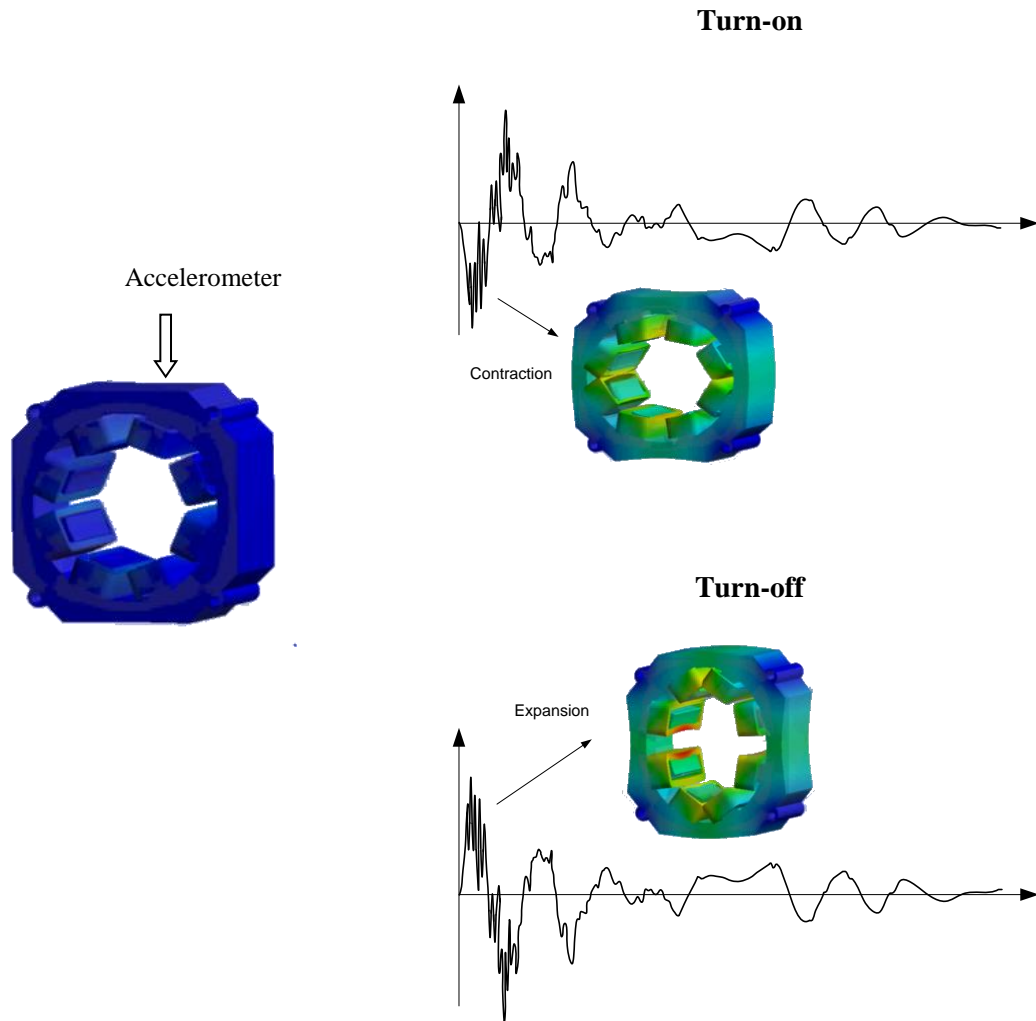 Turn-on
Accelerometer
Contraction
Turn-off
Expansion